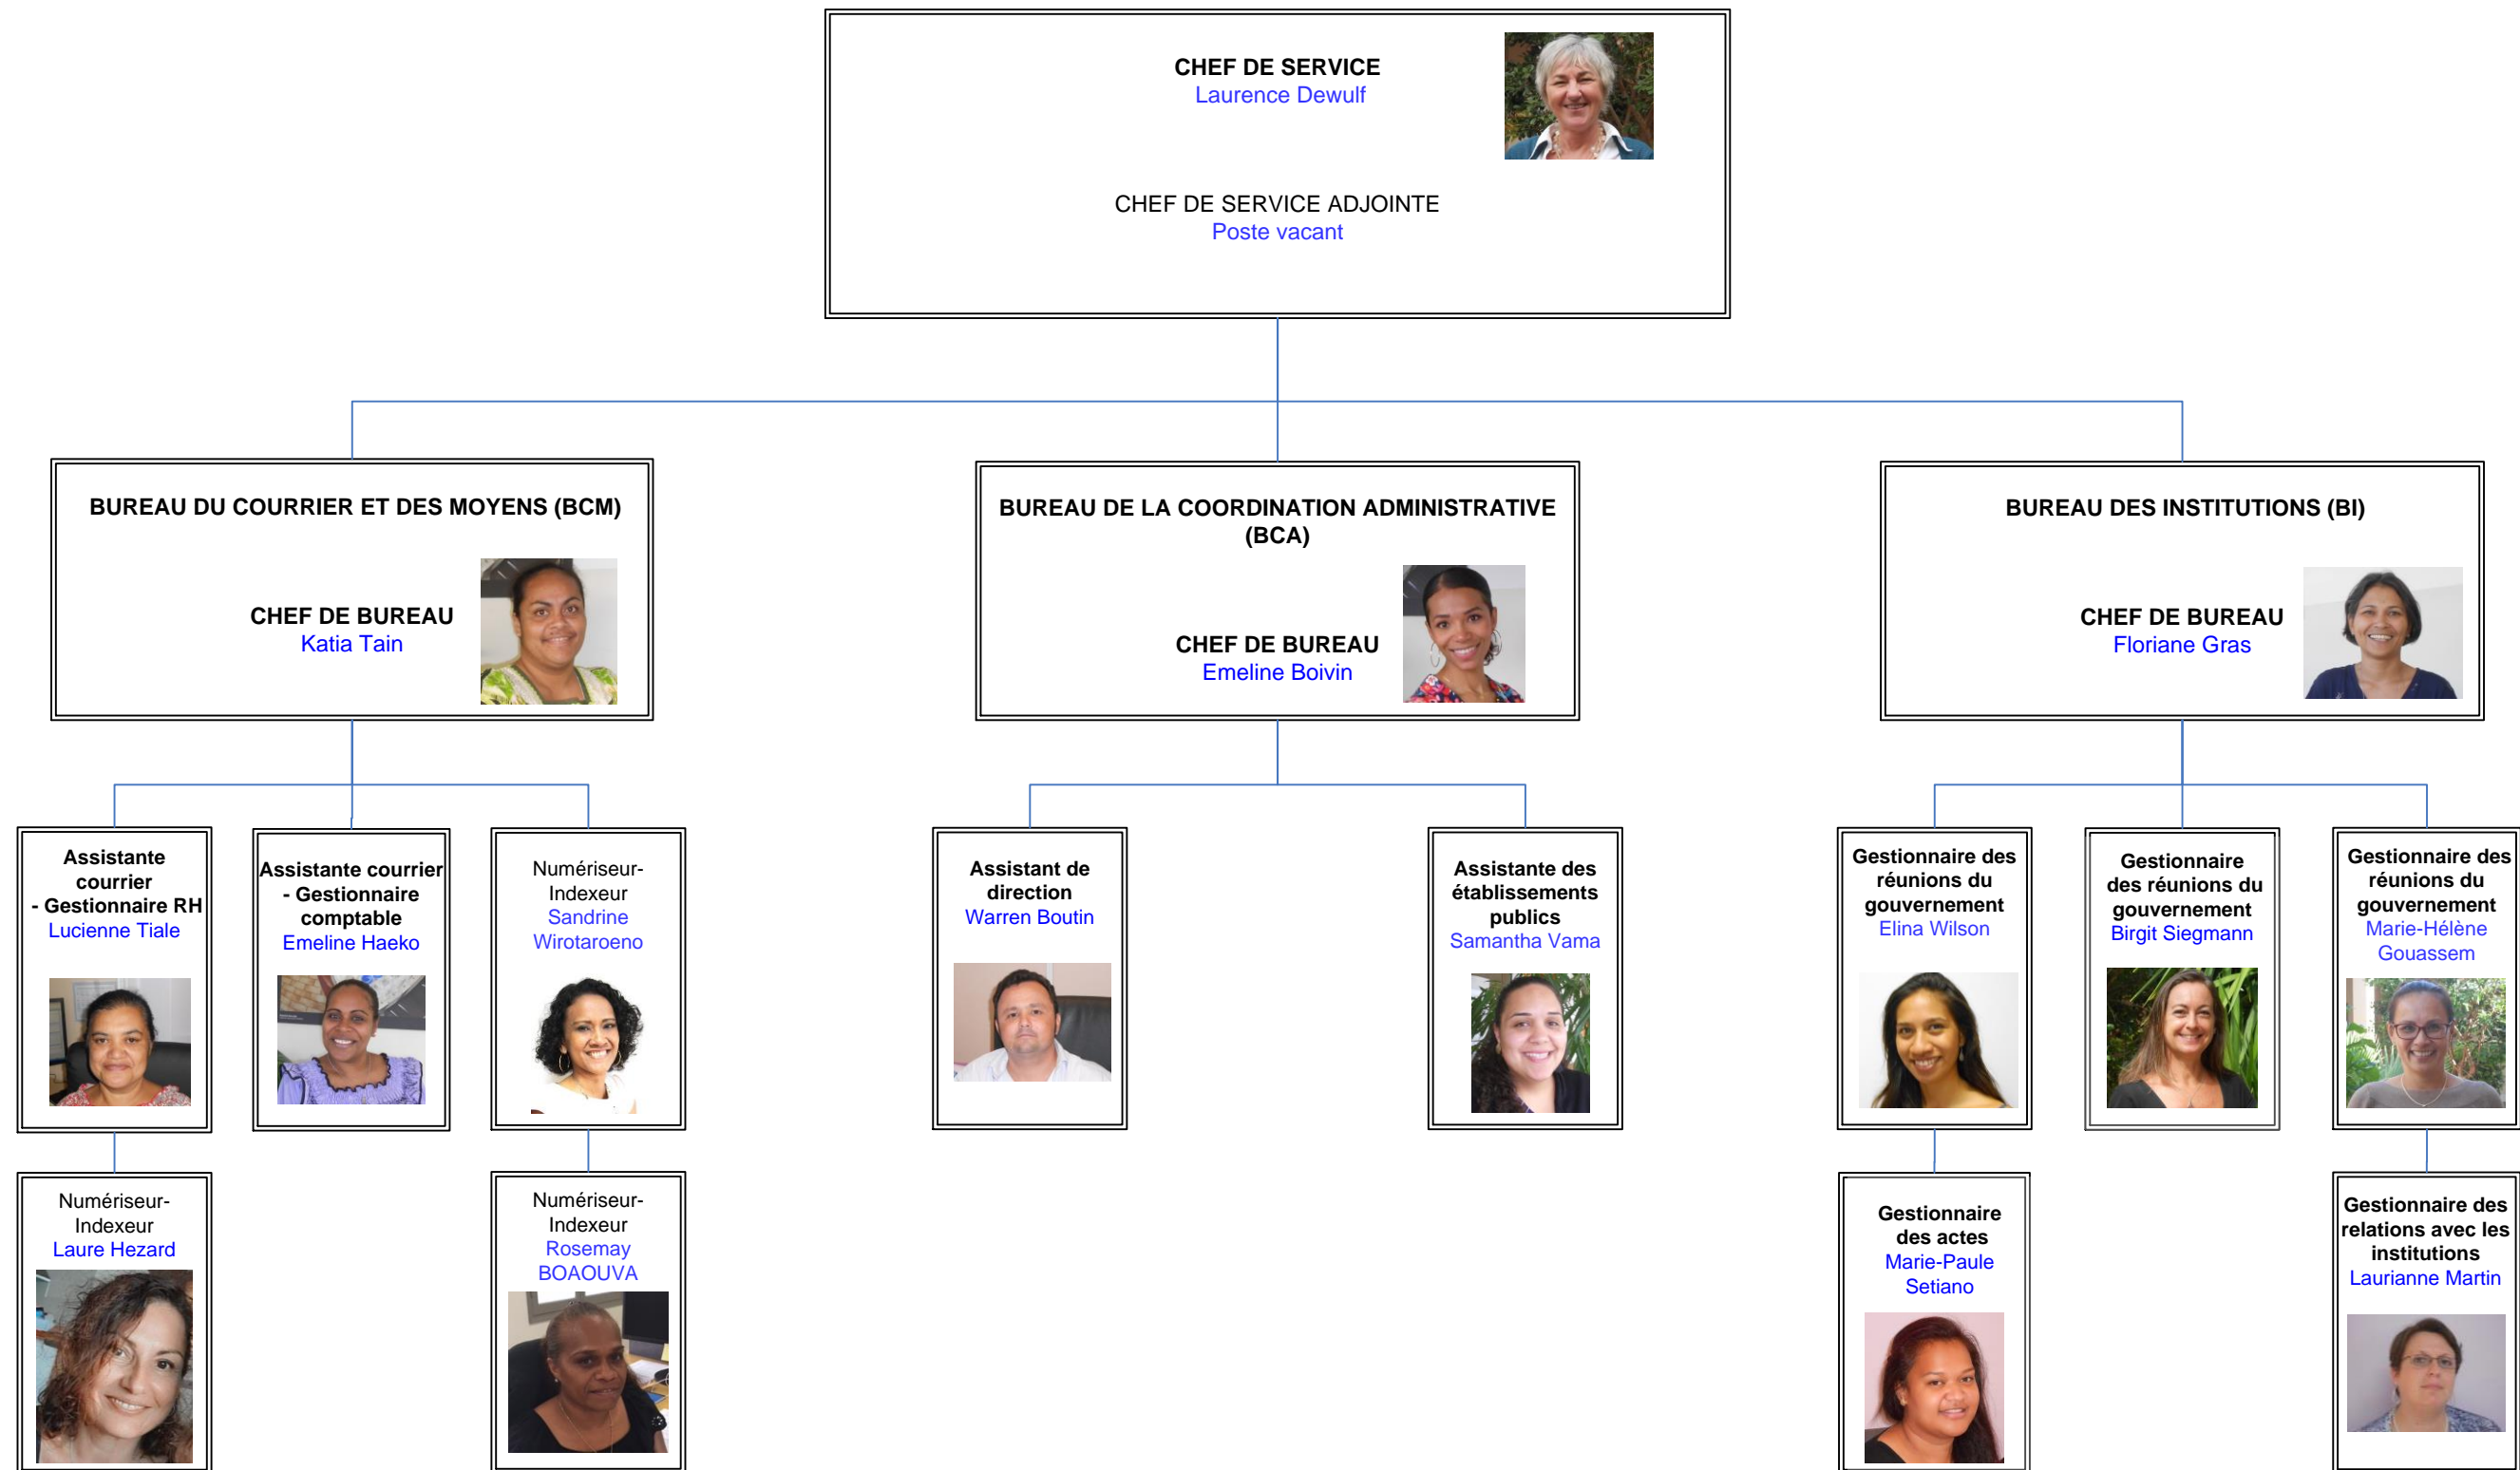 CHEF DE SERVICE
Laurence Dewulf
CHEF DE SERVICE ADJOINTE
Poste vacant
BUREAU DU COURRIER ET DES MOYENS (BCM)
CHEF DE BUREAU
Katia Tain
BUREAU DE LA COORDINATION ADMINISTRATIVE
(BCA)
CHEF DE BUREAU
Emeline Boivin
BUREAU DES INSTITUTIONS (BI)
CHEF DE BUREAU
Floriane Gras
Assistante
courrier
- Gestionnaire RH
Lucienne Tiale
Assistante courrier
- Gestionnaire
comptable
Emeline Haeko
Numériseur-
Indexeur
Sandrine
Wirotaroeno
Assistant de
direction
Warren Boutin
Assistante des
établissements
publics
Samantha Vama
Gestionnaire des
réunions du
gouvernement
Elina Wilson
Gestionnaire
des réunions du
gouvernement
Birgit Siegmann
Gestionnaire des
réunions du
gouvernement
Marie-Hélène
Gouassem
Numériseur-
Indexeur
Laure Hezard
Numériseur-
Indexeur
Rosemay
BOAOUVA
Gestionnaire
des actes
Marie-Paule
Setiano
Gestionnaire des
relations avec les
institutions
Laurianne Martin